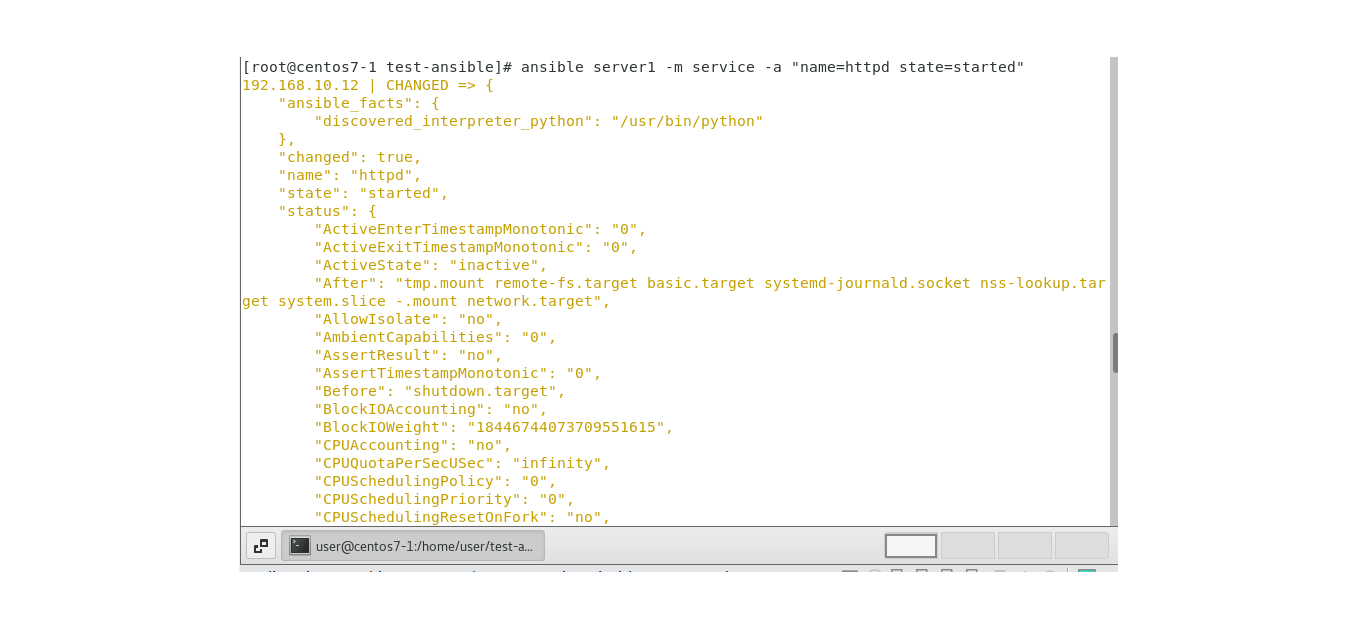 [root@centos7-1 test-ansible]# ansible server1 -m service -a "name=httpd state=started"
192.168.10.12 | CHANGED => {
    "ansible_facts": {
        "discovered_interpreter_python": "/usr/bin/python"
    },
    "changed": true,
    "name": "httpd",
    "state": "started",
    "status": {
        "ActiveEnterTimestampMonotonic": "0",
        "ActiveExitTimestampMonotonic": "0",
        "ActiveState": "inactive",
        "After": "tmp.mount remote-fs.target basic.target systemd-journald.socket nss-lookup.tar
get system.slice -.mount network.target",
        "AllowIsolate": "no",
        "AmbientCapabilities": "0",
        "AssertResult": "no",
        "AssertTimestampMonotonic": "0",
        "Before": "shutdown.target",
        "BlockIOAccounting": "no",
        "BlockIOWeight": "18446744073709551615",
        "CPUAccounting": "no",
        "CPUQuotaPerSecUSec": "infinity",
        "CPUSchedulingPolicy": "0",
        "CPUSchedulingPriority": "0",
        "CPUSchedulingResetOnFork": "no",
user@centos7-1:/home/user/test-a...